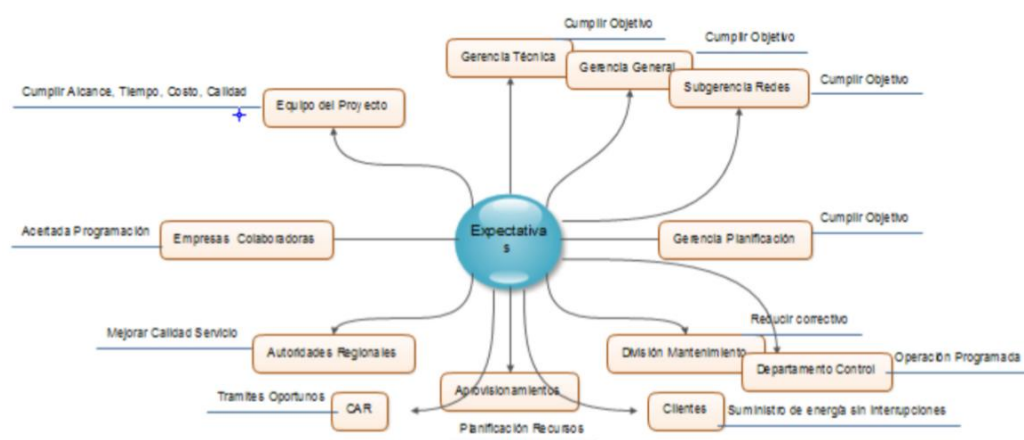 Cumplir Objetivo
Gerencia Técnica
Cumplir Objetivo
Gerencia General
Cumplir Objetivo
Subgerencia Redes
Cumplir Alcance, Tiempo, Costo, Calidad
Equipo del Proyecto
Acertada Programación
Empresas Colaboradoras
Expectativa
s
Cumplir Objetivo
Gerencia Planificación
Mejorar Calidad Servicio
Autoridades Regionales
Reducir correctivo
División Mantenimiento
Operación Programada
Departamento Control
Tramites Oportunos
CAR
Aprovisionamientos
Planificación Recursos
Clientes
Suministro de energía sin interrupciones